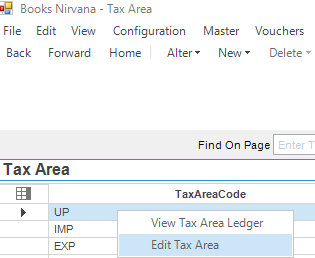 Books Nirvana - Tax Area
File Edit View Configuration Master Vouchers
Back Forward Home Alter New Delete
Find On Page Enter T
Tax Area
TaxAreaCode
UP
View Tax Area Ledger
IMP
Edit Tax Area
EXP